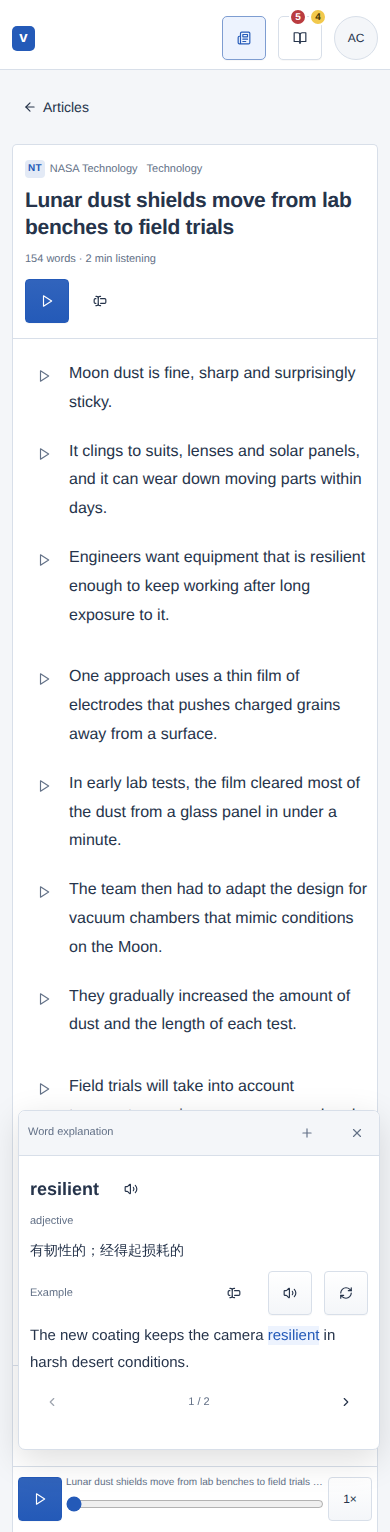 V
5
4
AC
Articles
NT NASA Technology Technology
Lunar dust shields move from lab
benches to field trials
154 words · 2 min listening
Moon dust is fine, sharp and surprisingly
sticky.
It clings to suits, lenses and solar panels,
and it can wear down moving parts within
days.
Engineers want equipment that is resilient
enough to keep working after long
exposure to it.
One approach uses a thin film of
electrodes that pushes charged grains
away from a surface.
In early lab tests, the film cleared most of
the dust from a glass panel in under a
minute.
The team then had to adapt the design for
vacuum chambers that mimic conditions
on the Moon.
They gradually increased the amount of
dust and the length of each test.
Field trials will take into account
Word explanation
resilient
adjective
有韧性的；经得起损耗的
Example
The new coating keeps the camera resilient in
harsh desert conditions.
1 / 2
Lunar dust shields move from lab benches to field trials ...
1×